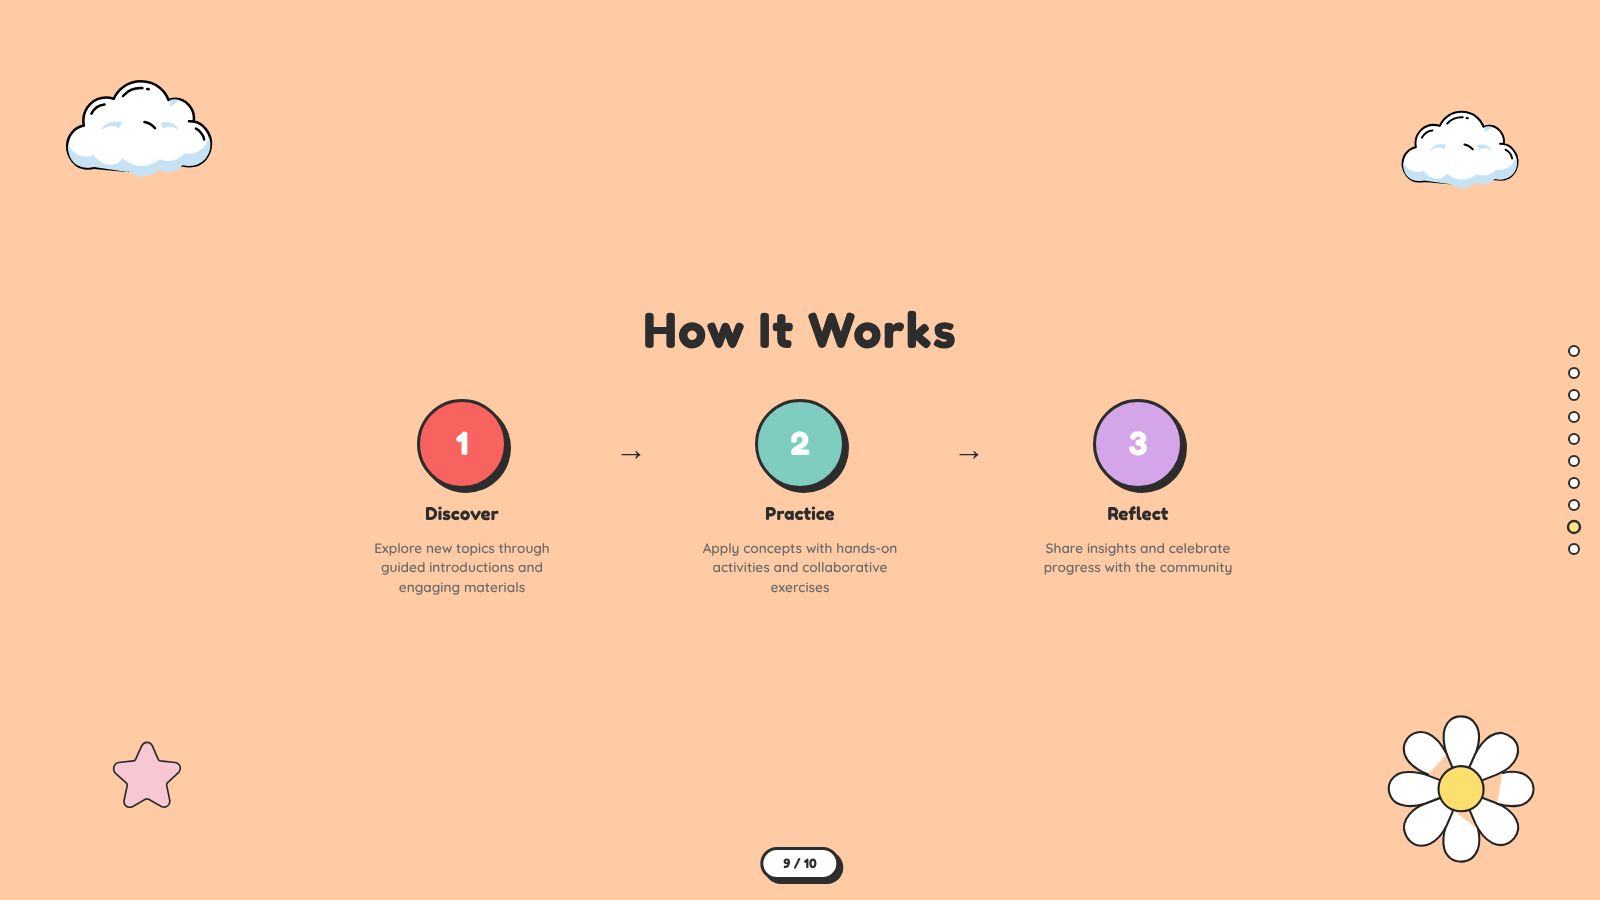 How It Works
1
→
2
→
3
Discover
Practice
Reflect
Explore new topics through
guided introductions and
engaging materials
Apply concepts with hands-on
activities and collaborative
exercises
Share insights and celebrate
progress with the community
9 / 10